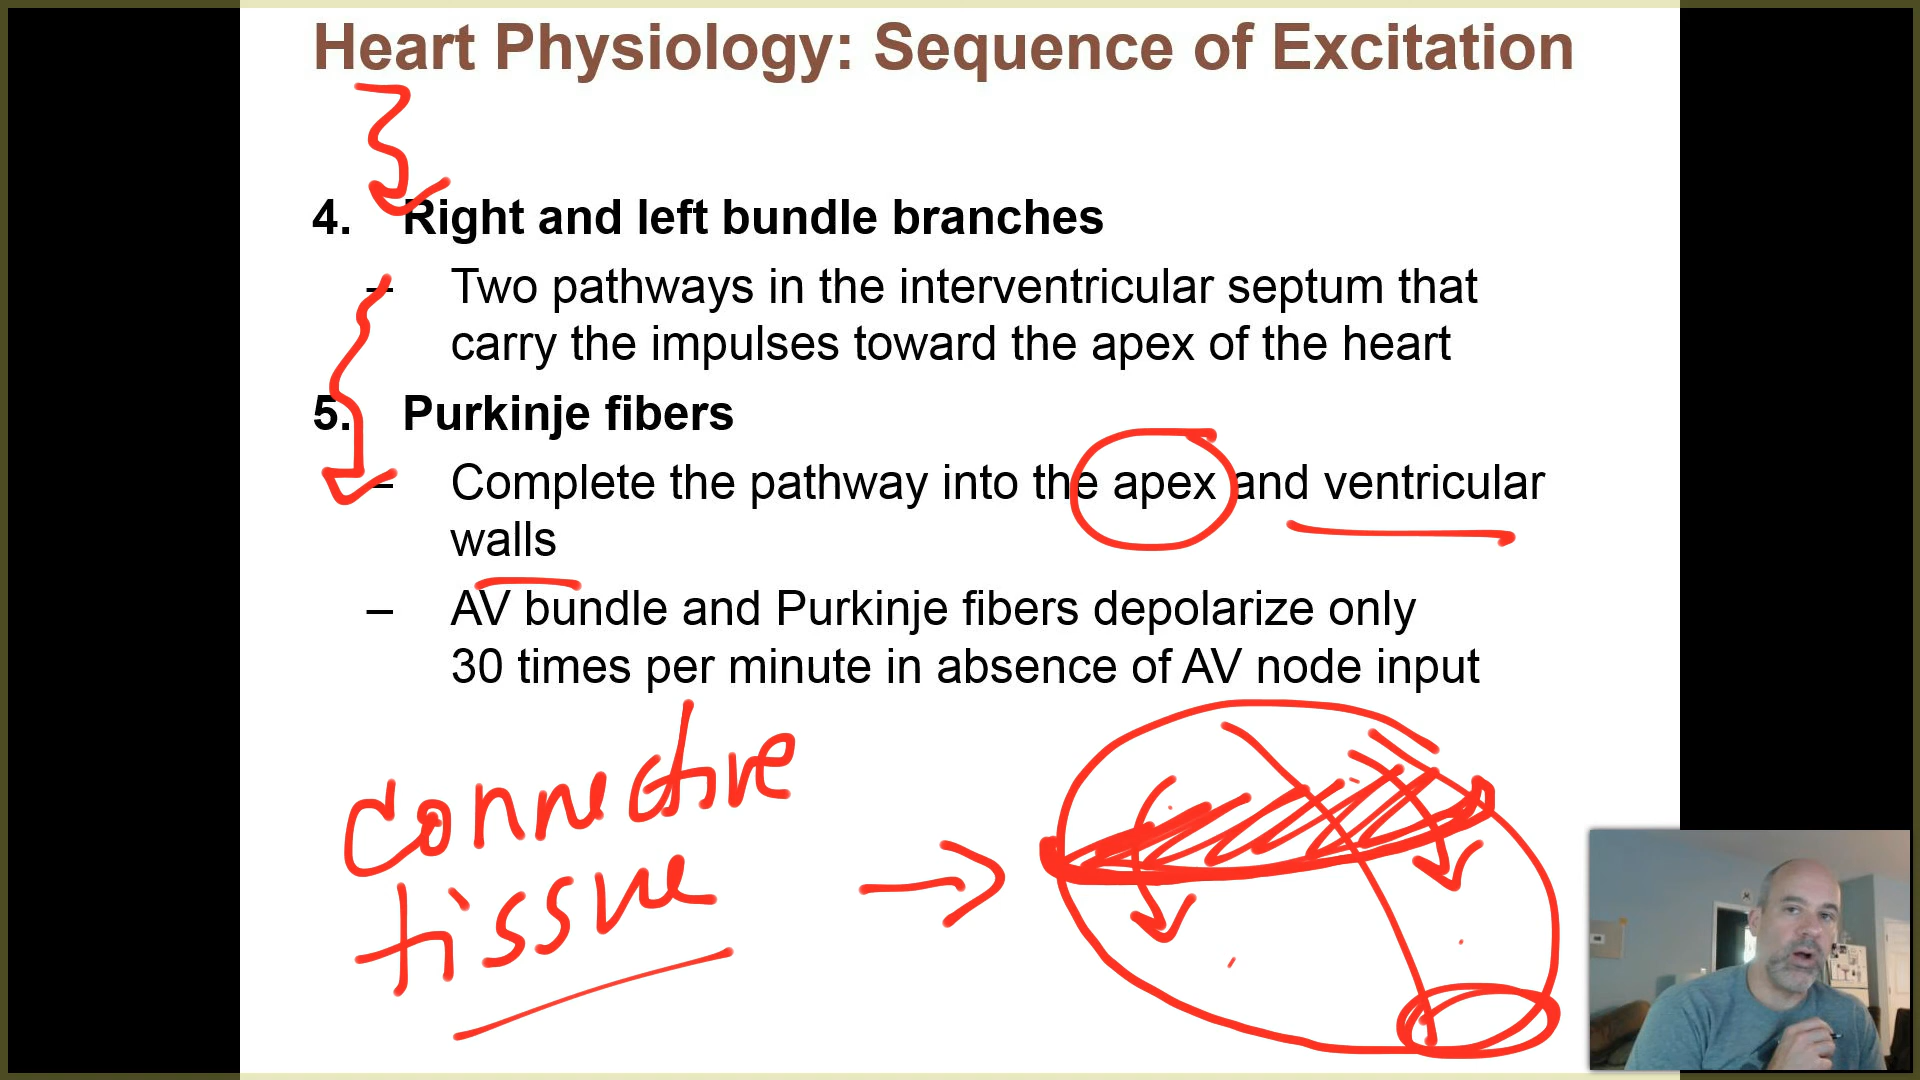 Heart Physiology: Sequence of Excitation
4. Right and left bundle branches
– Two pathways in the interventricular septum that
carry the impulses toward the apex of the heart
5. Purkinje fibers
– Complete the pathway into the apex and ventricular
walls
– AV bundle and Purkinje fibers depolarize only
30 times per minute in absence of AV node input
connective
tissue